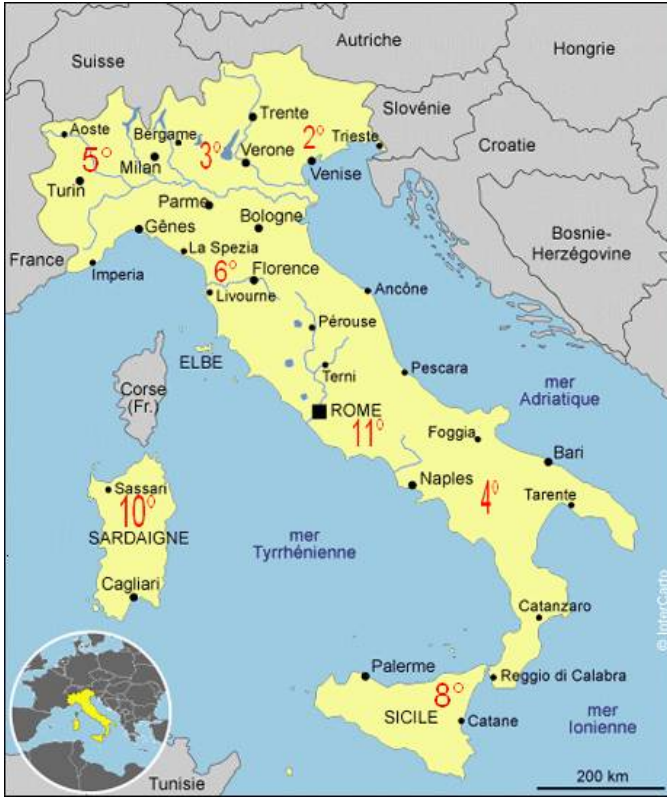 Autriche
Hongrie
Suisse
Slovénie
Trente
Aoste
Bergame
2°
Trieste
5°
3°
Croatie
Milan
Verone
Venise
Turin
Parme
Bologne
Gênes
Bosnie-
Herzégovine
La Spezia
France
6°
Florence
Imperia
Livourne
Ancône
Pérouse
ELBE
Terni
Pescara
Corse
(Fr.)
mer
Adriatique
ROME
11°
Foggia
Bari
Naples
4°
Sassari
10°
Tarente
SARDAIGNE
mer
Tyrrhénienne
Cagliari
Catanzaro
© InterCarto
Palerme
Reggio di Calabra
8°
SICILE
Catane
mer
Ionienne
Tunisie
200 km